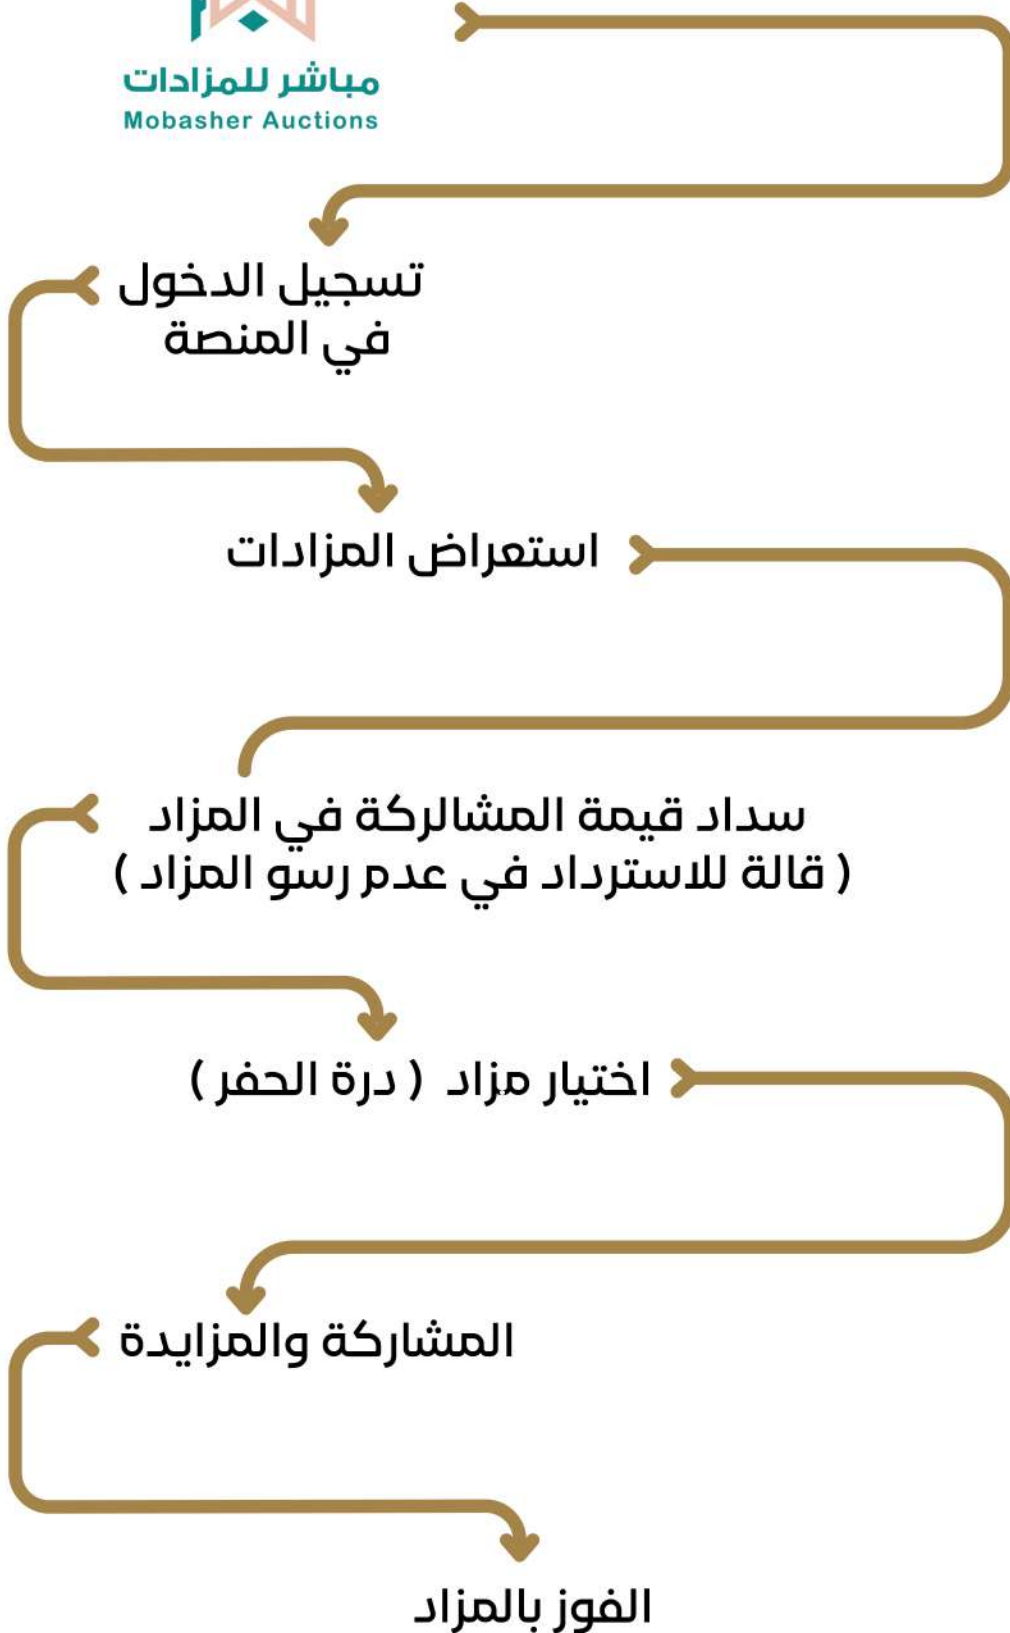 مباشر للمزادات
Mobasher Auctions
تسجيل الدخول
في المنصة
استعراض المزادات
سداد قيمة المشالركة في المزاد
( قالة للاسترداد في عدم رسو المزاد )
اختيار مزاد ( درة الحفر )
المشاركة والمزايدة
الفوز بالمزاد